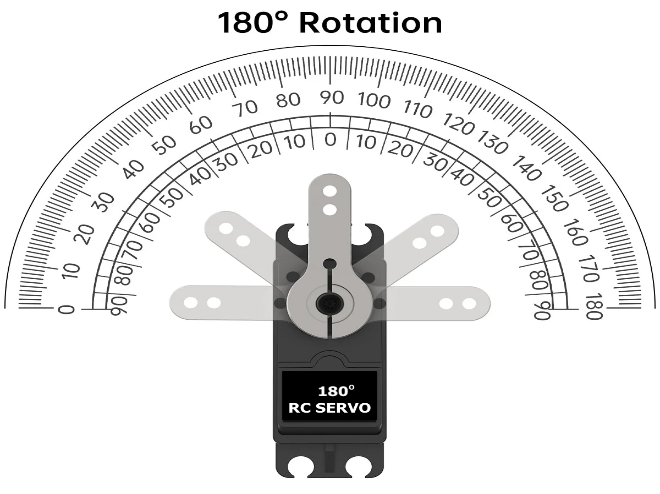 180° Rotation
0 10 20 30 40 50 60 70 80 90 100 110 120 130 140 150 160 170 180
90 80 70 60 50 40 30 20 10 0 10 20 30 40 50 60 70 80 90
180°
RC SERVO